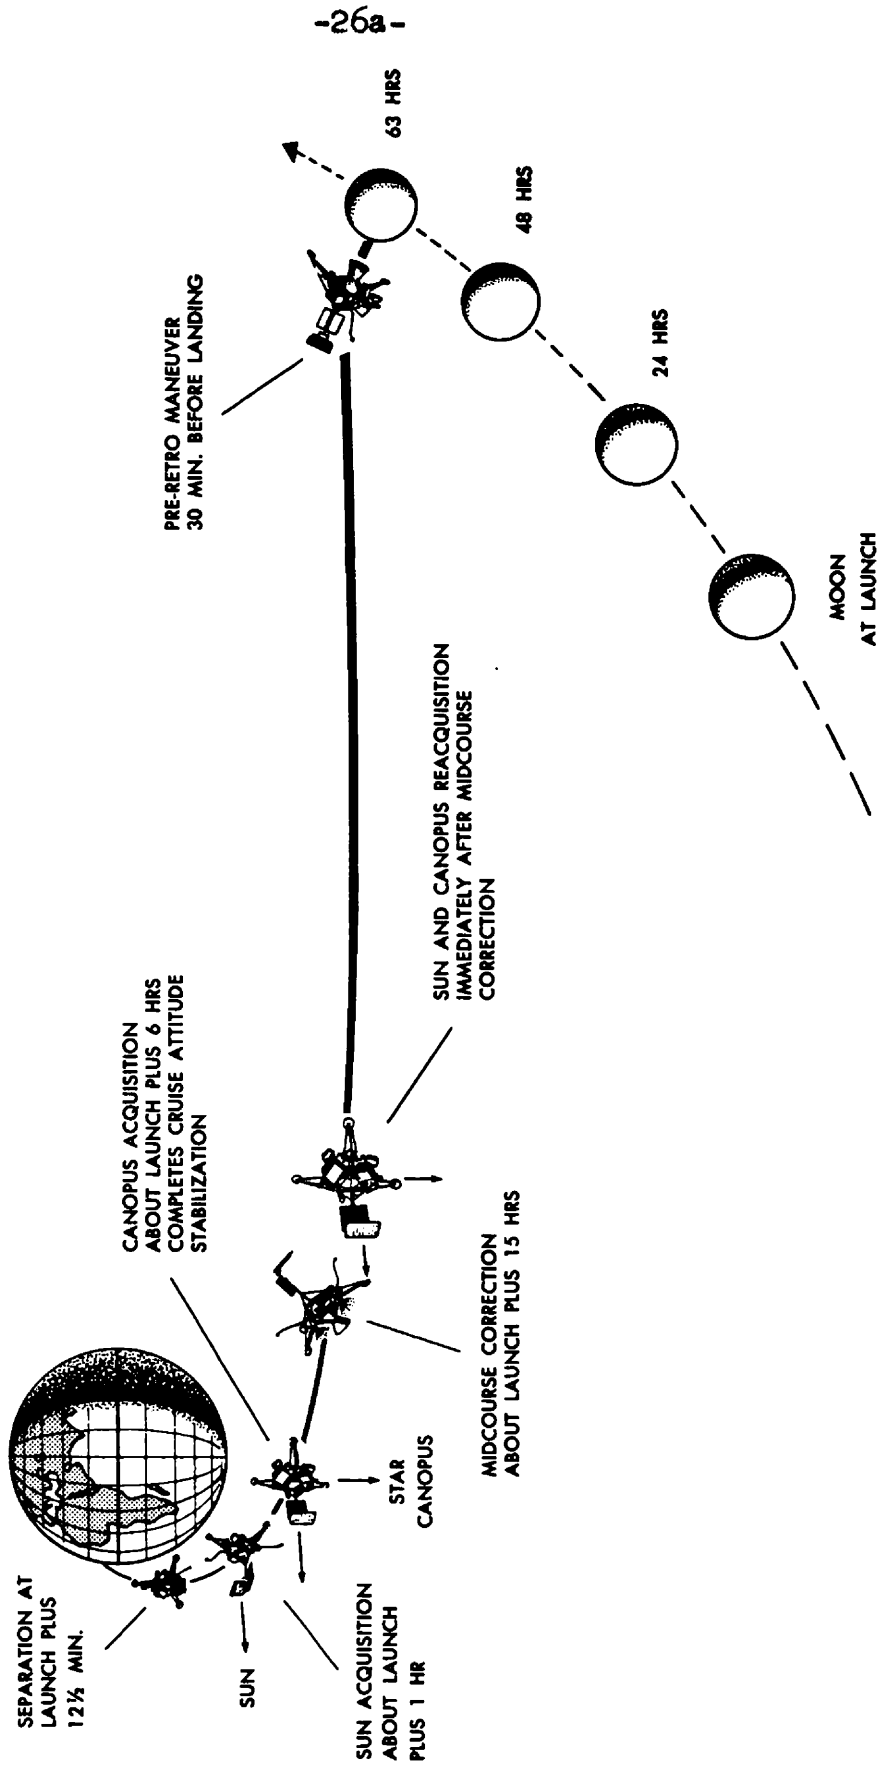 -26a-
SEPARATION AT
LAUNCH PLUS
12½ MIN.
SUN
SUN ACQUISITION
ABOUT LAUNCH
PLUS 1 HR
STAR
CANOPUS
CANOPUS ACQUISITION
ABOUT LAUNCH PLUS 6 HRS
COMPLETES CRUISE ATTITUDE
STABILIZATION
MIDCOURSE CORRECTION
ABOUT LAUNCH PLUS 15 HRS
SUN AND CANOPUS REACQUISITION
IMMEDIATELY AFTER MIDCOURSE
CORRECTION
PRE-RETRO MANEUVER
30 MIN. BEFORE LANDING
MOON
AT LAUNCH
24 HRS
48 HRS
63 HRS